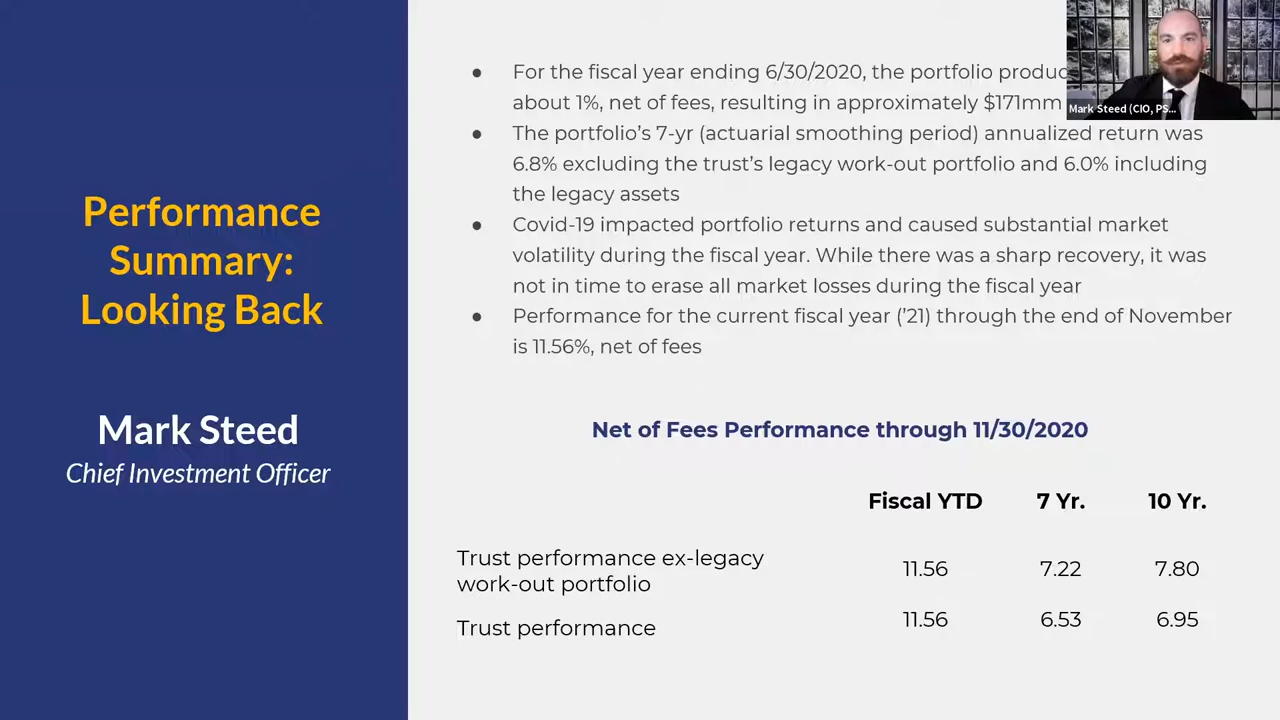 Performance
Summary:
Looking Back
Mark Steed
Chief Investment Officer
● For the fiscal year ending 6/30/2020, the portfolio
about 1%, net of fees, resulting in approximately $171mm
● The portfolio's 7-yr (actuarial smoothing period) annualized return was
6.8% excluding the trust's legacy work-out portfolio and 6.0% including
the legacy assets
● Covid-19 impacted portfolio returns and caused substantial market
volatility during the fiscal year. While there was a sharp recovery, it was
not in time to erase all market losses during the fiscal year
● Performance for the current fiscal year ('21) through the end of November
is 11.56%, net of fees
Mark Steed (CIO, PS...
Net of Fees Performance through 11/30/2020
Fiscal YTD 7 Yr. 10 Yr.
Trust performance ex-legacy
work-out portfolio 11.56 7.22 7.80
Trust performance 11.56 6.53 6.95